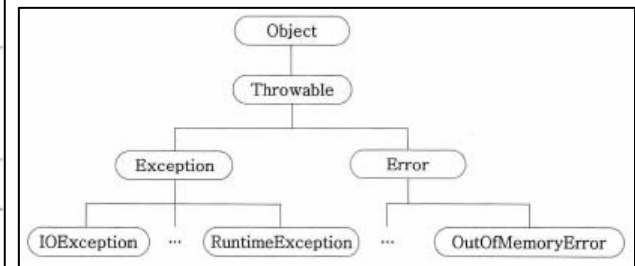 Object
Throwable
Exception Error
IOException ... RuntimeException ... OutOfMemoryError